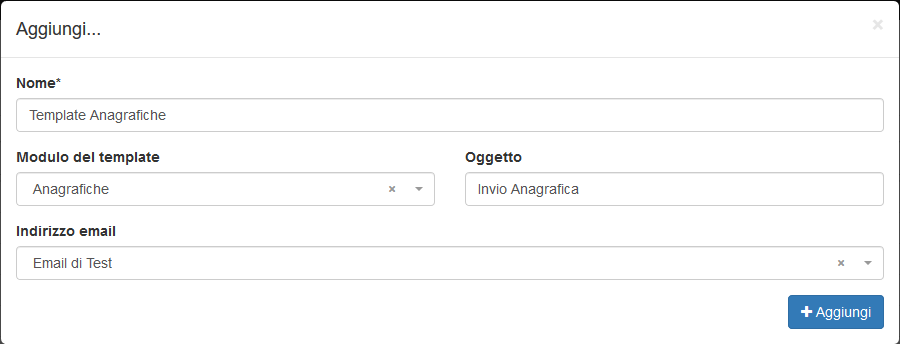 Aggiungi...
×
Nome*
Template Anagrafiche
Modulo del template
Oggetto
Anagrafiche ×
Invio Anagrafica
Indirizzo email
Email di Test ×
Aggiungi